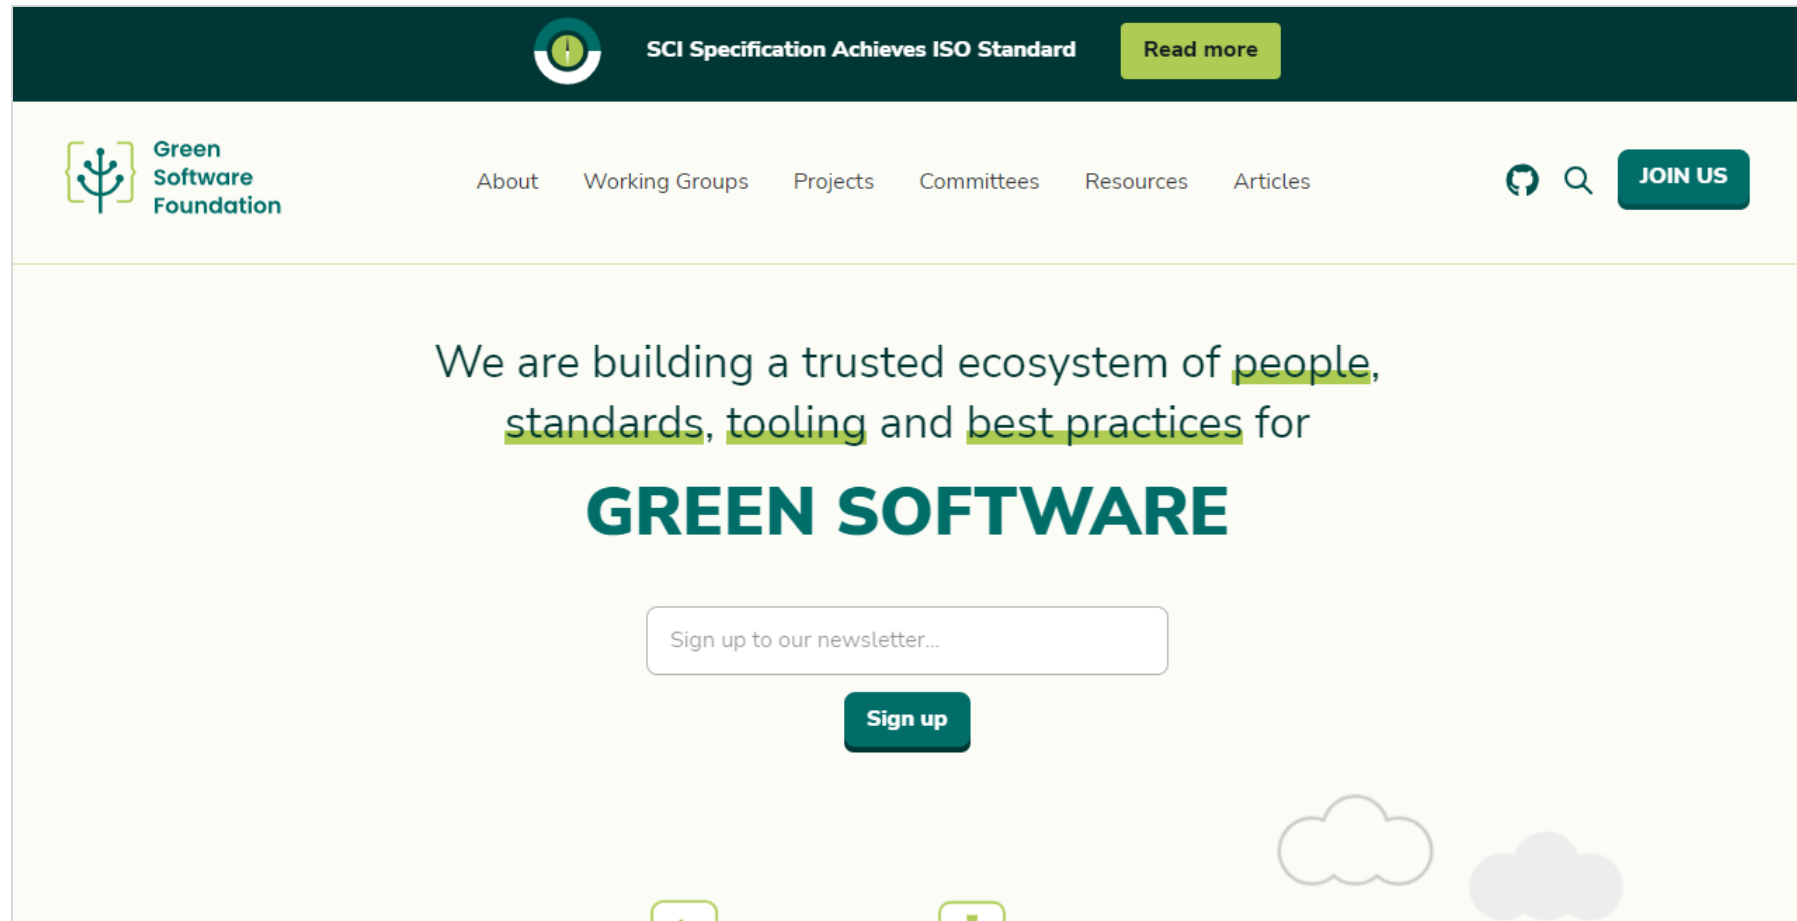 SCI Specification Achieves ISO Standard
Read more
Green
Software
Foundation
About
Working Groups
Projects
Committees
Resources
Articles
JOIN US
We are building a trusted ecosystem of people,
standards, tooling and best practices for
GREEN SOFTWARE
Sign up to our newsletter...
Sign up